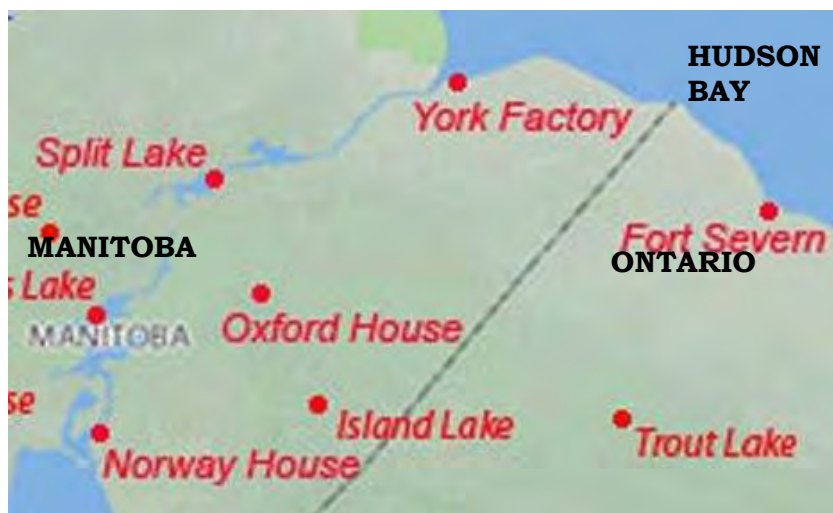 HUDSON
BAY
York Factory
Split Lake
se
MANITOBA
Fort Severn
ONTARIO
s Lake
MANITOBA
Oxford House
se
Island Lake
Trout Lake
Norway House